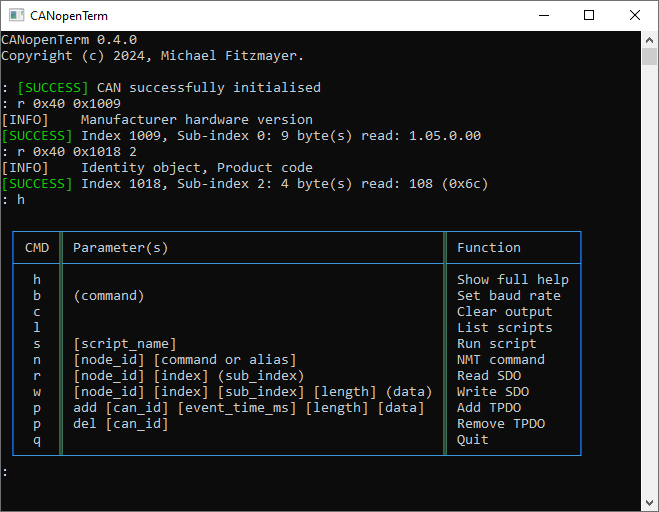 CANopenTerm
CANopenTerm 0.4.0
Copyright (c) 2024, Michael Fitzmayer.
: [SUCCESS] CAN successfully initialised
: r 0x40 0x1009
[INFO] Manufacturer hardware version
[SUCCESS] Index 1009, Sub-index 0: 9 byte(s) read: 1.05.0.00
: r 0x40 0x1018 2
[INFO] Identity object, Product code
[SUCCESS] Index 1018, Sub-index 2: 4 byte(s) read: 108 (0x6c)
: h
CMD Parameter(s) Function
h Show full help
b (command) Set baud rate
c Clear output
l List scripts
s [script_name] Run script
n [node_id] [command or alias] NMT command
r [node_id] [index] (sub_index) Read SDO
w [node_id] [index] [sub_index] [length] (data) Write SDO
p add [can_id] [event_time_ms] [length] [data] Add TPDO
p del [can_id] Remove TPDO
q Quit
: